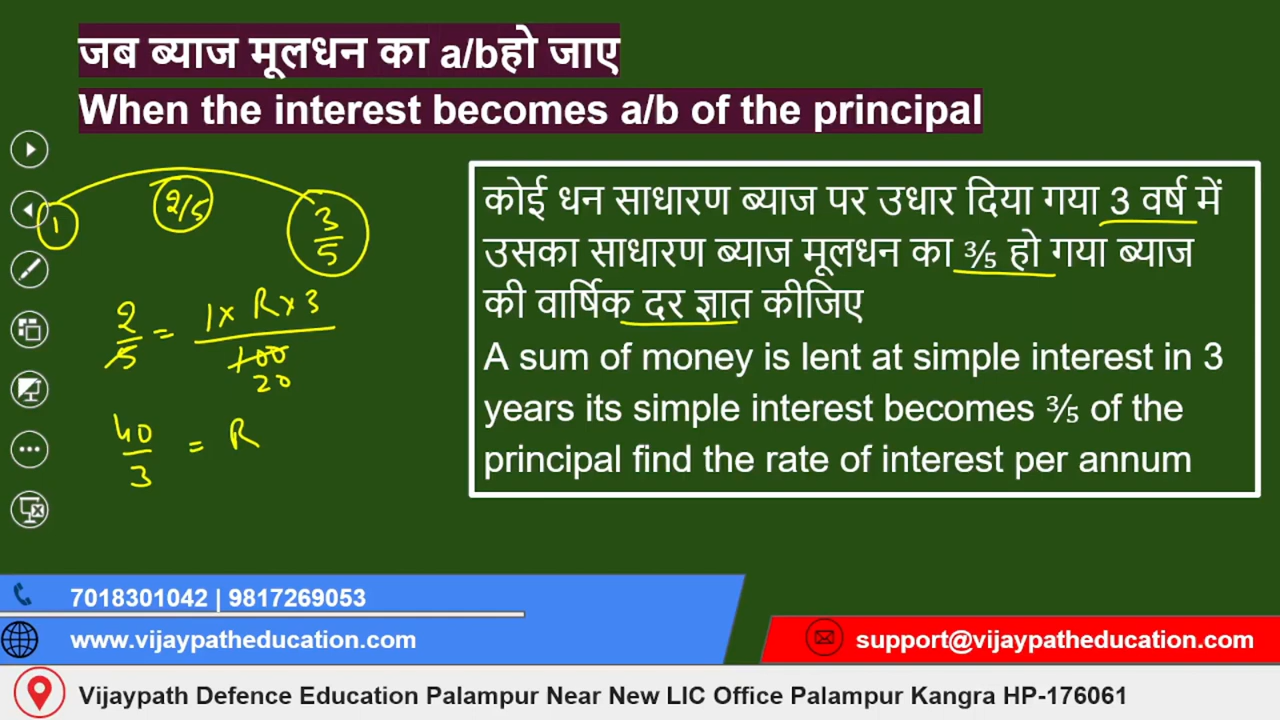 जब ब्याज मूलधन का a/bहो जाए
When the interest becomes a/b of the principal
1 2/5 3/5
2/5 = 1 × R × 3 / 100
20
40/3 = R
कोई धन साधारण ब्याज पर उधार दिया गया 3 वर्ष में
उसका साधारण ब्याज मूलधन का ⅗ हो गया ब्याज
की वार्षिक दर ज्ञात कीजिए
A sum of money is lent at simple interest in 3
years its simple interest becomes ⅗ of the
principal find the rate of interest per annum
7018301042 | 9817269053
www.vijaypatheducation.com
support@vijaypatheducation.com
Vijaypath Defence Education Palampur Near New LIC Office Palampur Kangra HP-176061